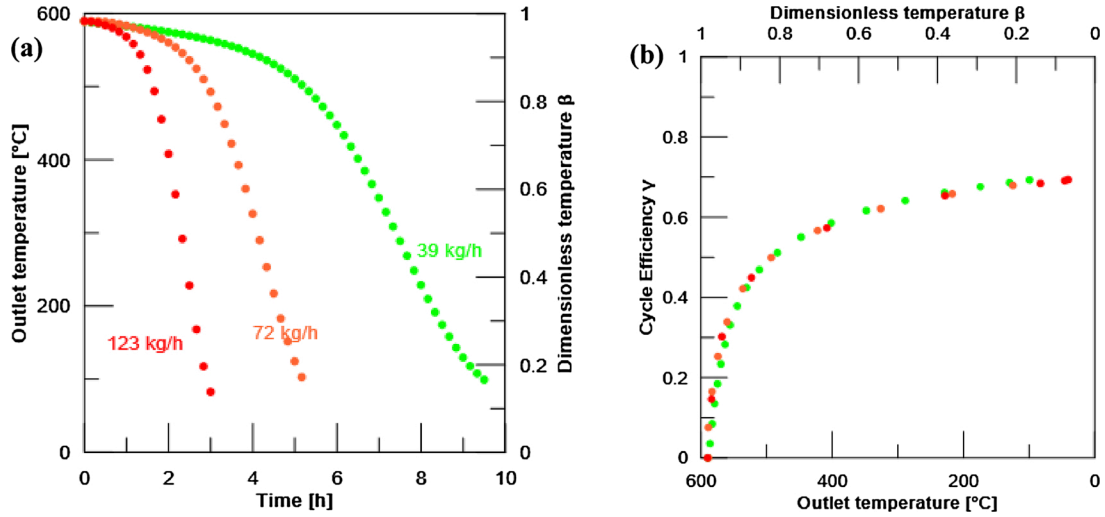 (a)
600
400
200
0
Outlet temperature [°C]
0 2 4 6 8 10
Time [h]
1
0.8
0.6
0.4
0.2
0
Dimensionless temperature β
39 kg/h
72 kg/h
123 kg/h
(b)
Dimensionless temperature β
1 0.8 0.6 0.4 0.2 0
1
0.8
0.6
0.4
0.2
0
Cycle Efficiency γ
600 400 200 0
Outlet temperature [°C]